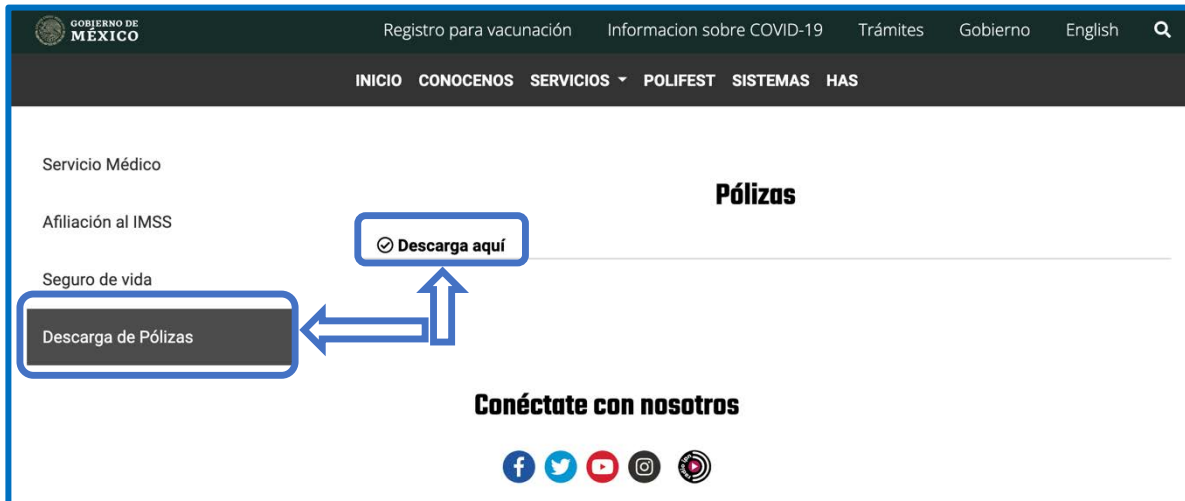 GOBIERNO DE
MÉXICO
Registro para vacunación Informacion sobre COVID-19 Trámites Gobierno English
INICIO CONOCENOS SERVICIOS POLIFEST SISTEMAS HAS
Servicio Médico
Afiliación al IMSS
Seguro de vida
Descarga de Pólizas
Pólizas
Descarga aquí
Conéctate con nosotros